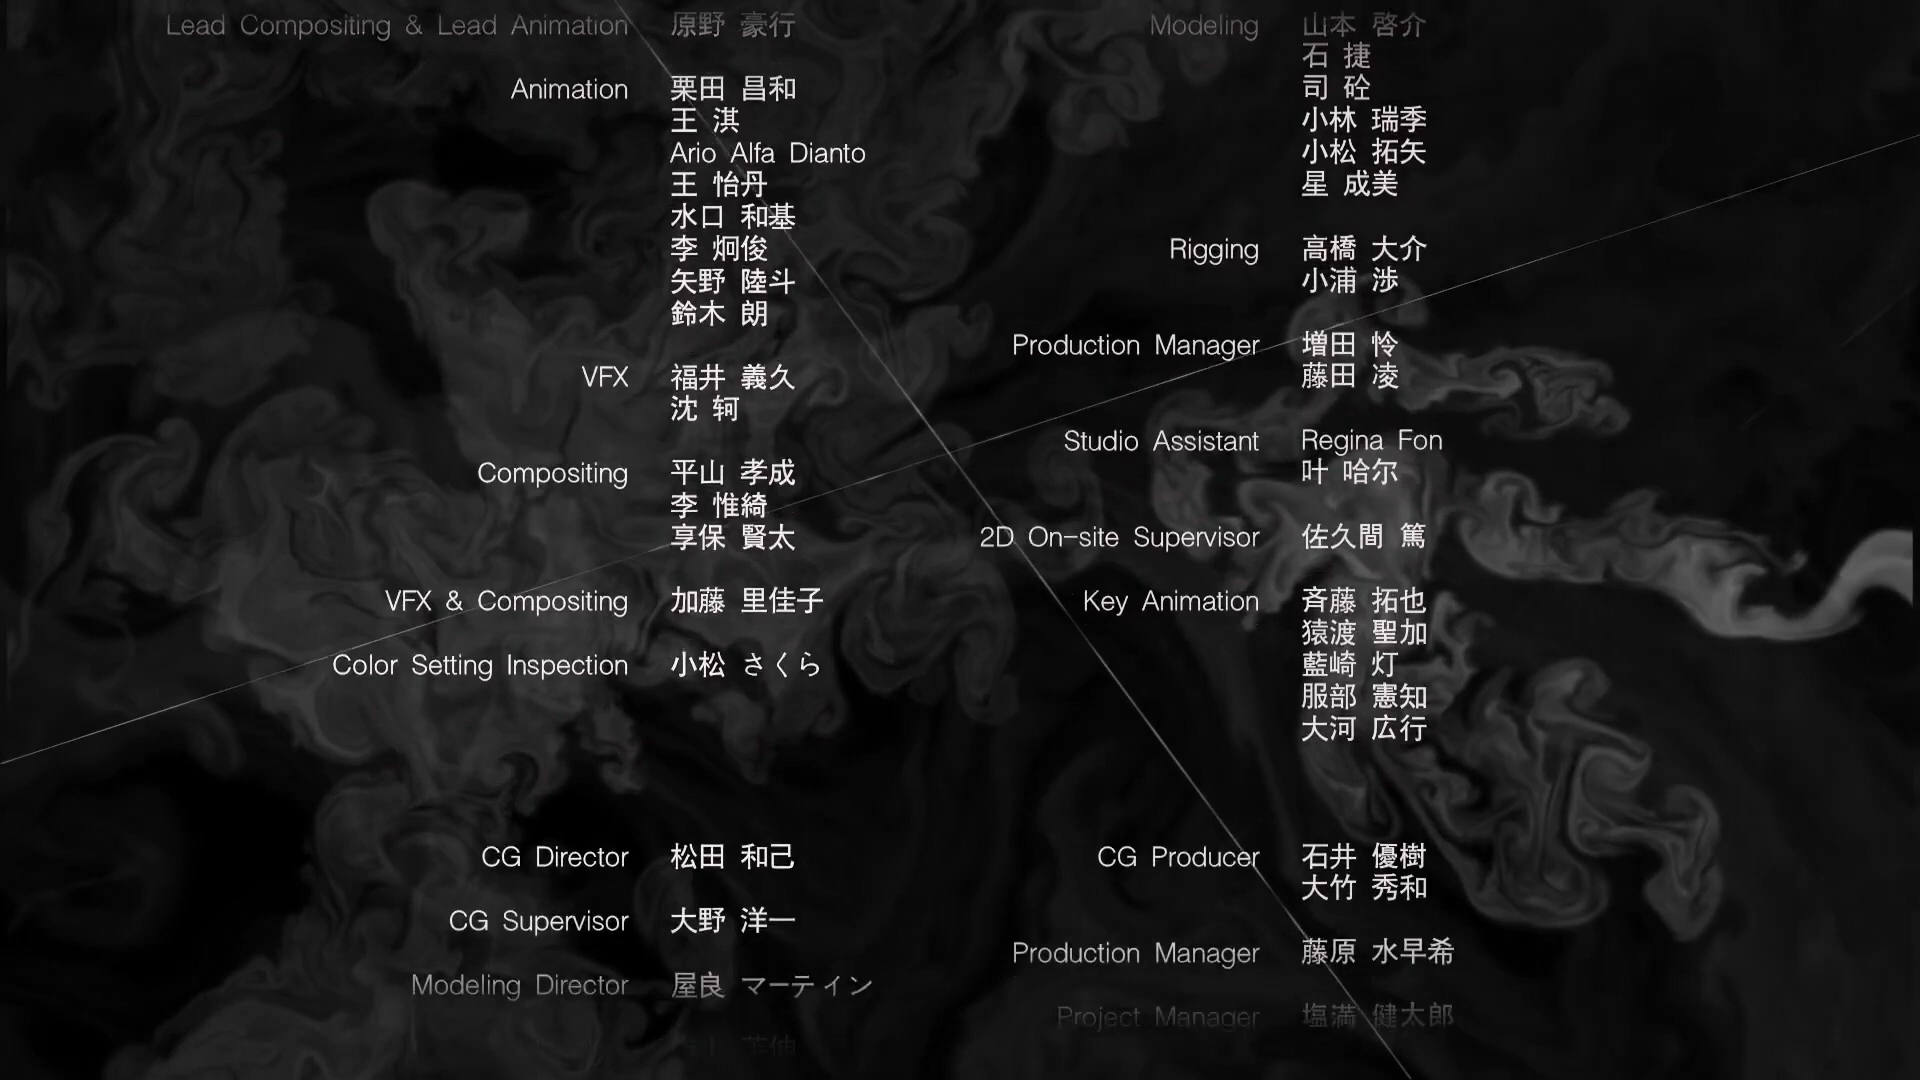 Lead Compositing & Lead Animation 原野 豪行
Animation 栗田 昌和
王 淇
Ario Alfa Dianto
王 怡丹
水口 和基
李 炯俊
矢野 陸斗
鈴木 朗
VFX 福井 義久
沈 轲
Compositing 平山 孝成
李 惟綺
享保 賢太
VFX & Compositing 加藤 里佳子
Color Setting Inspection 小松 さくら
CG Director 松田 和己
CG Supervisor 大野 洋一
Modeling Director 屋良 マーティン
Modeling 山本 啓介
石 捷
司 硂
小林 瑞季
小松 拓矢
星 成美
Rigging 高橋 大介
小浦 渉
Production Manager 増田 怜
藤田 凌
Studio Assistant Regina Fon
叶 哈尔
2D On-site Supervisor 佐久間 篤
Key Animation 斉藤 拓也
猿渡 聖加
藍崎 灯
服部 憲知
大河 広行
CG Producer 石井 優樹
大竹 秀和
Production Manager 藤原 水早希
Project Manager 塩満 健太郎